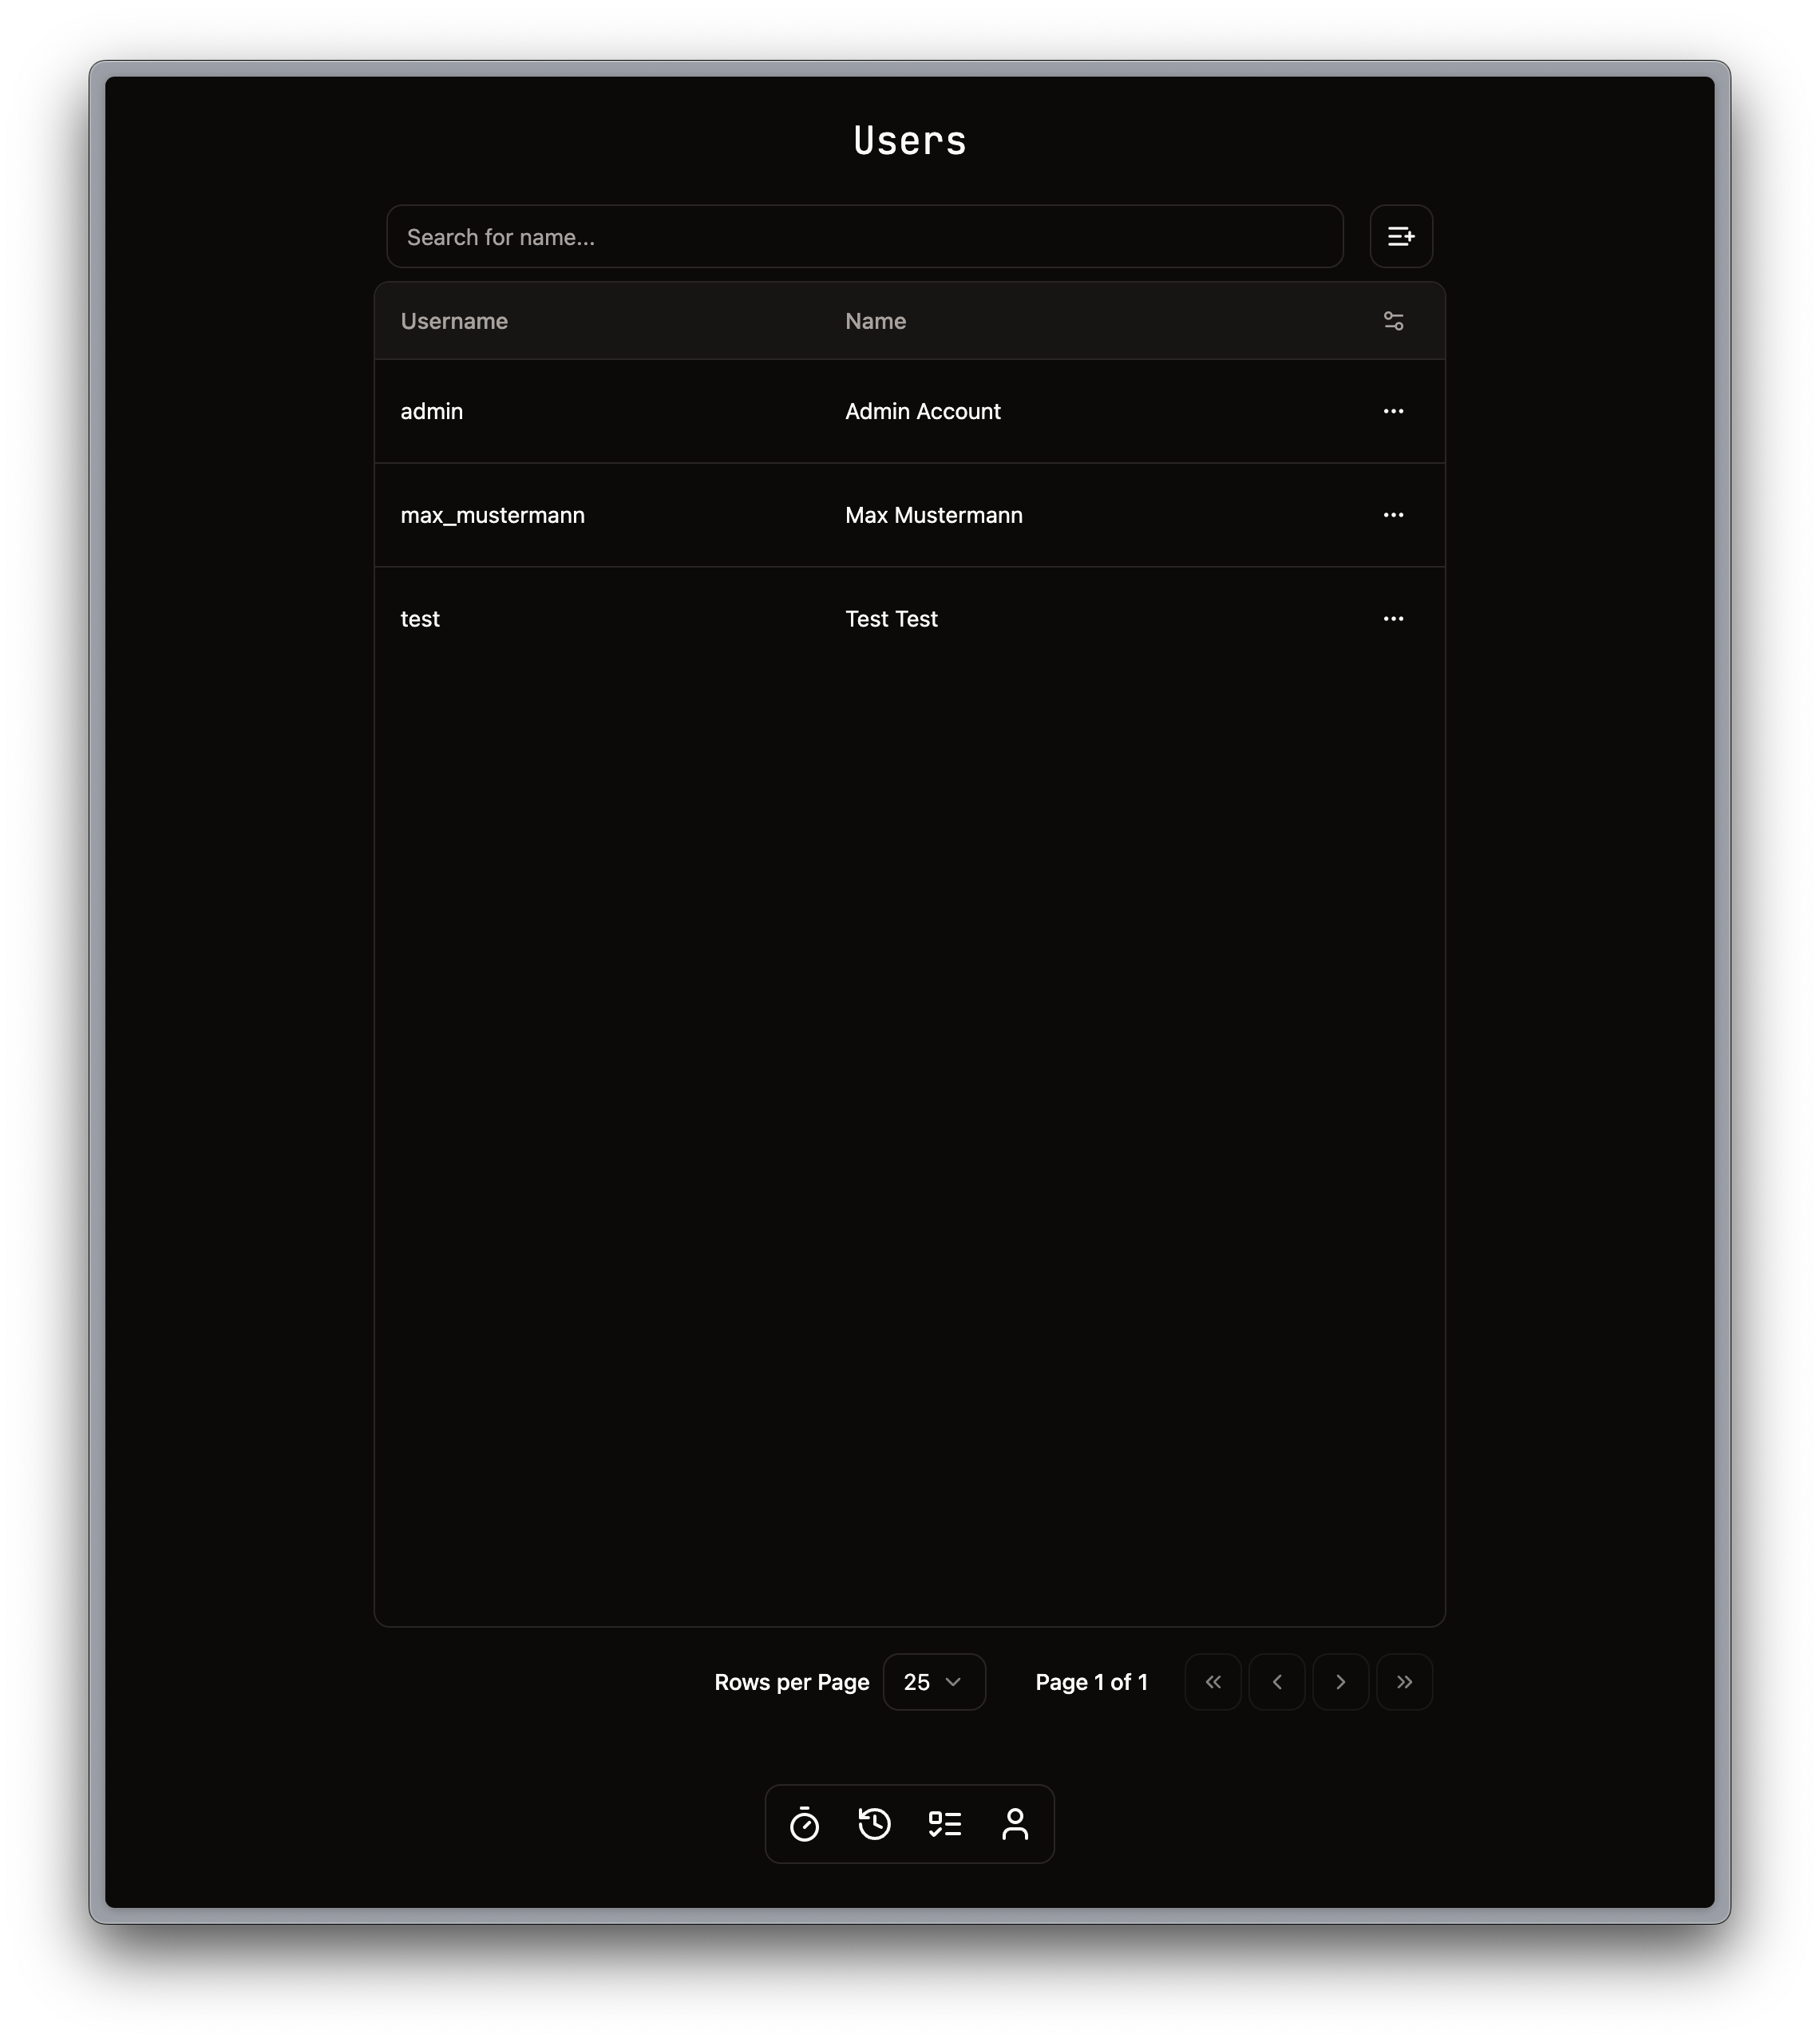 Users
Search for name...
Username Name
admin Admin Account
max_mustermann Max Mustermann
test Test Test
Rows per Page 25 Page 1 of 1